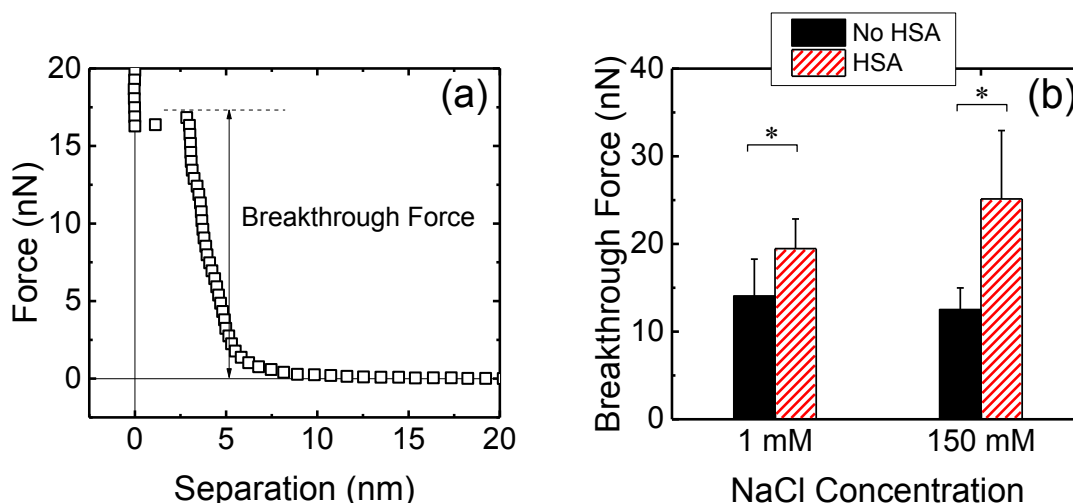 (a)
Force (nN)
20
15
10
5
0
Breakthrough Force
0 5 10 15 20
Separation (nm)
No HSA
HSA
(b)
Breakthrough Force (nN)
40
30
20
10
0
*
*
1 mM 150 mM
NaCl Concentration